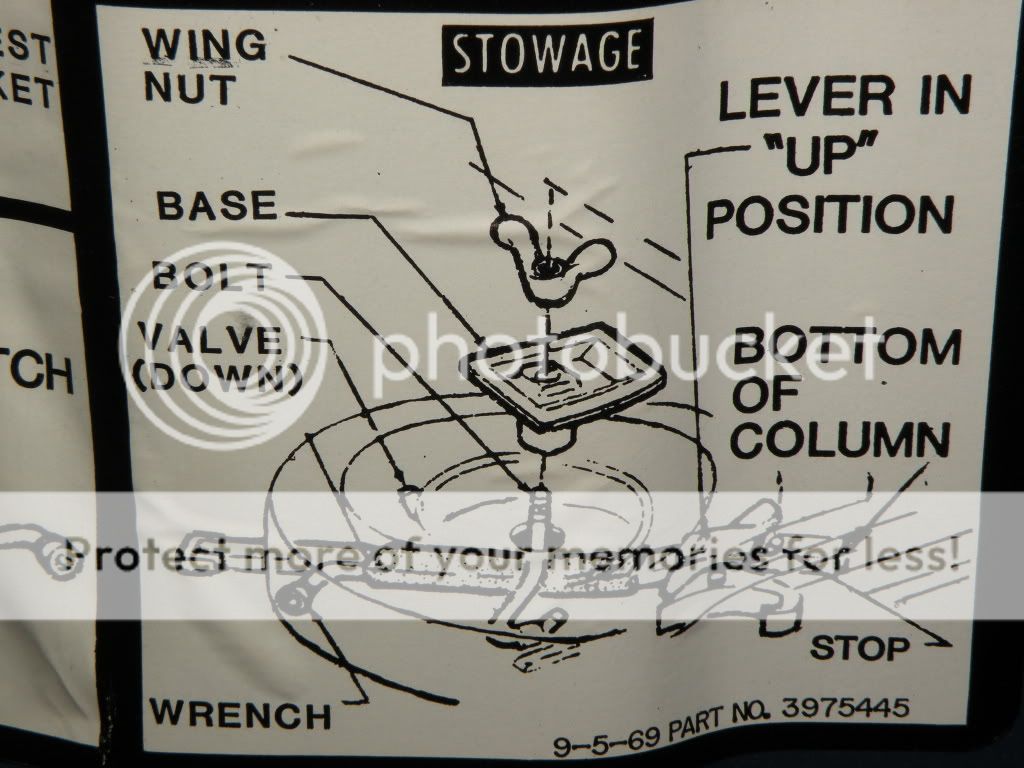 EST
KET
TCH
STOWAGE
WING
NUT
BASE
BOLT
VALVE
(DOWN)
WRENCH
LEVER IN
"UP"
POSITION
BOTTOM
OF
COLUMN
STOP
9-5-69 PART NO. 3975445
photobucket
Protect more of your memories for less!